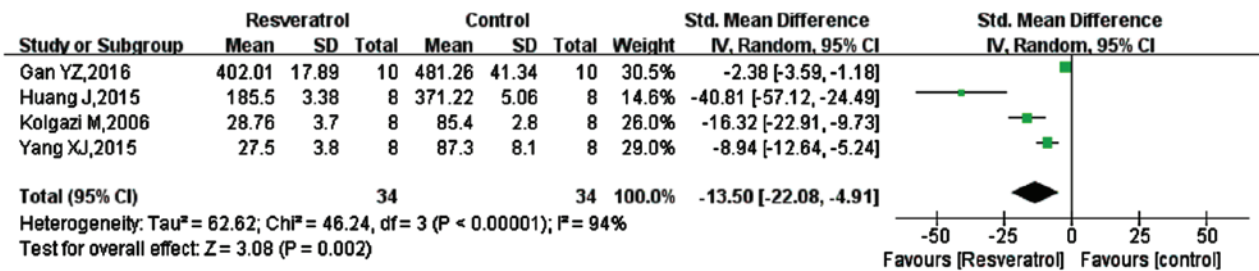 Resveratrol Control Std. Mean Difference Std. Mean Difference
Study or Subgroup Mean SD Total Mean SD Total Weight IV, Random, 95% CI IV, Random, 95% CI
Gan YZ,2016 402.01 17.89 10 481.26 41.34 10 30.5% -2.38 [-3.59, -1.18]
Huang J,2015 185.5 3.38 8 371.22 5.06 8 14.6% -40.81 [-57.12, -24.49]
Kolgazi M,2006 28.76 3.7 8 85.4 2.8 8 26.0% -16.32 [-22.91, -9.73]
Yang XJ,2015 27.5 3.8 8 87.3 8.1 8 29.0% -8.94 [-12.64, -5.24]
Total (95% CI) 34 34 100.0% -13.50 [-22.08, -4.91]
Heterogeneity: Tau² = 62.62; Chi² = 46.24, df = 3 (P < 0.00001); I² = 94%
Test for overall effect: Z = 3.08 (P = 0.002)
-50 -25 0 25 50
Favours [Resveratrol] Favours [control]